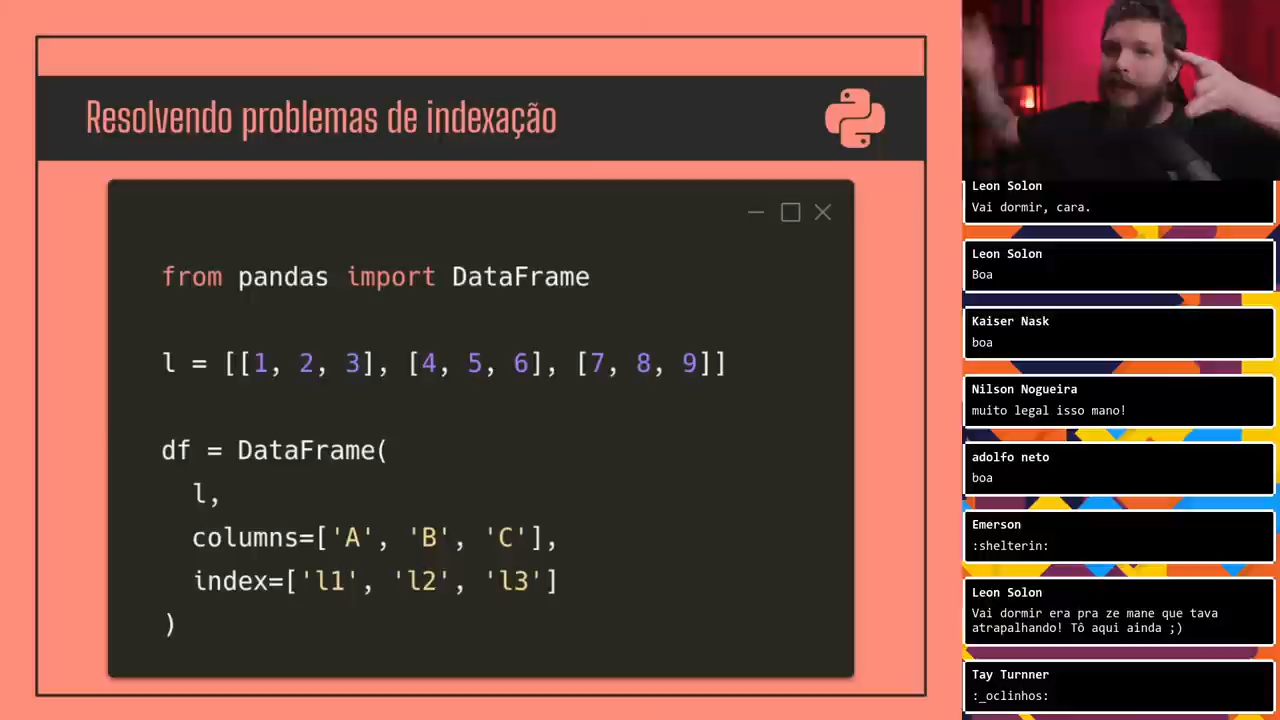 Resolvendo problemas de indexação
from pandas import DataFrame
l = [[1, 2, 3], [4, 5, 6], [7, 8, 9]]
df = DataFrame(
l,
columns=['A', 'B', 'C'],
index=['l1', 'l2', 'l3']
)
Leon Solon
Vai dormir, cara.
Leon Solon
Boa
Kaiser Nask
boa
Nilson Nogueira
muito legal isso mano!
adolfo neto
boa
Emerson
:shelterin:
Leon Solon
Vai dormir era pra ze mane que tava
atrapalhando! Tô aqui ainda ;)
Tay Turnner
:_oclinhos: